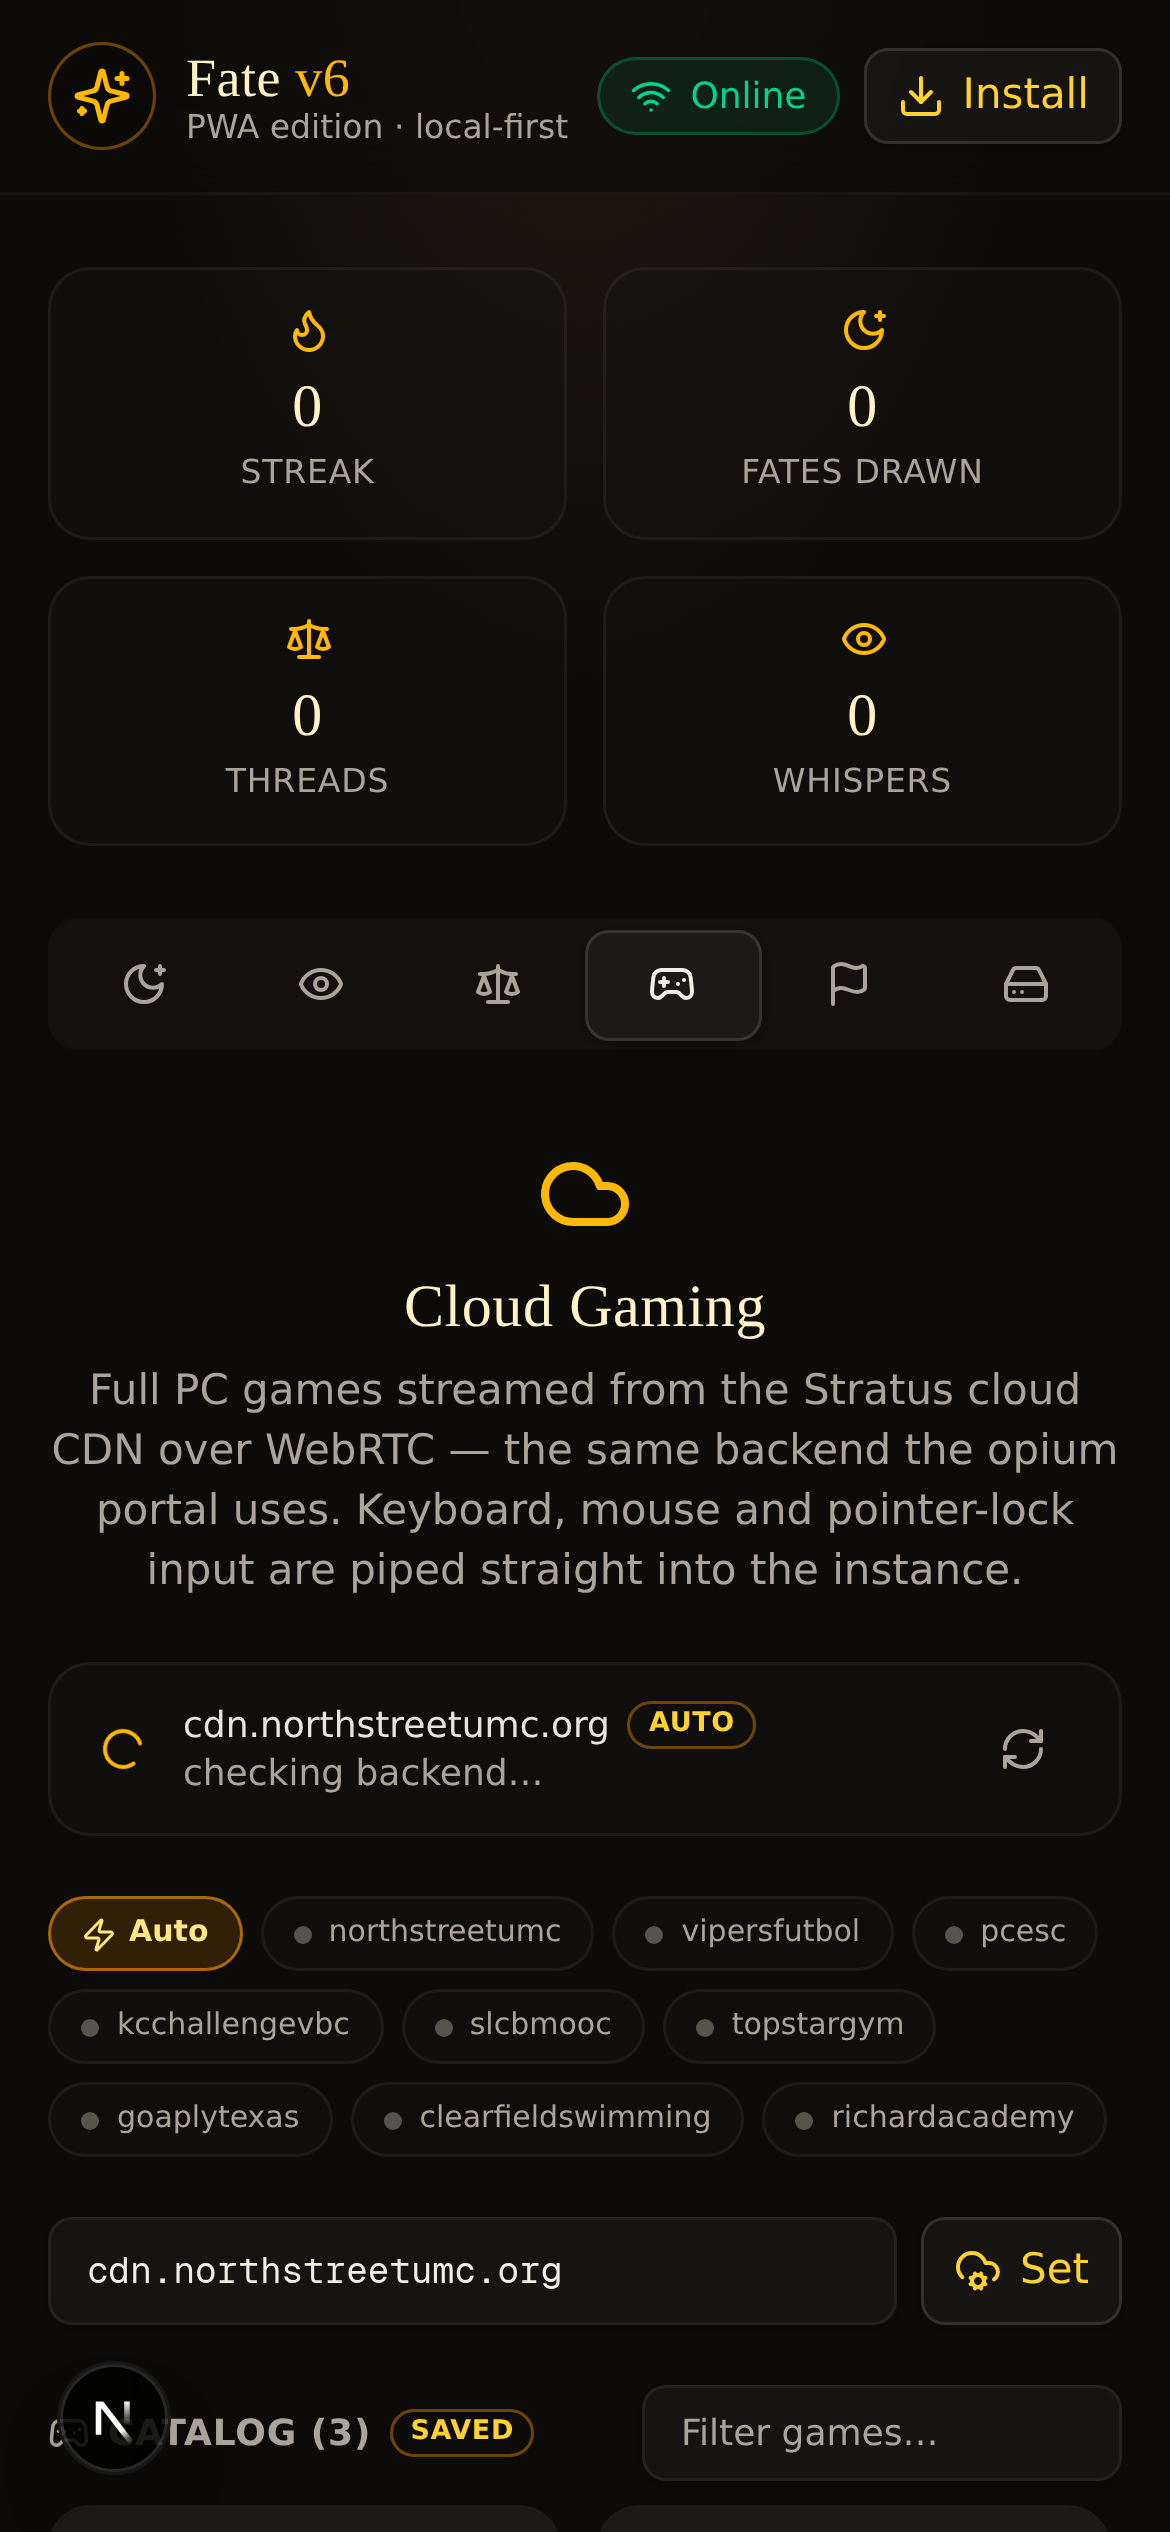 Fate v6
PWA edition · local-first
Online
Install
0
STREAK
0
FATES DRAWN
0
THREADS
0
WHISPERS
Cloud Gaming
Full PC games streamed from the Stratus cloud
CDN over WebRTC — the same backend the opium
portal uses. Keyboard, mouse and pointer-lock
input are piped straight into the instance.
cdn.northstreetumc.org AUTO
checking backend...
Auto
northstreetumc
vipersfutbol
pcesc
kcchallengevbc
slcbmooc
topstargym
goaplytexas
clearfieldswimming
richardacademy
cdn.northstreetumc.org
Set
N
CATALOG (3) SAVED
Filter games...